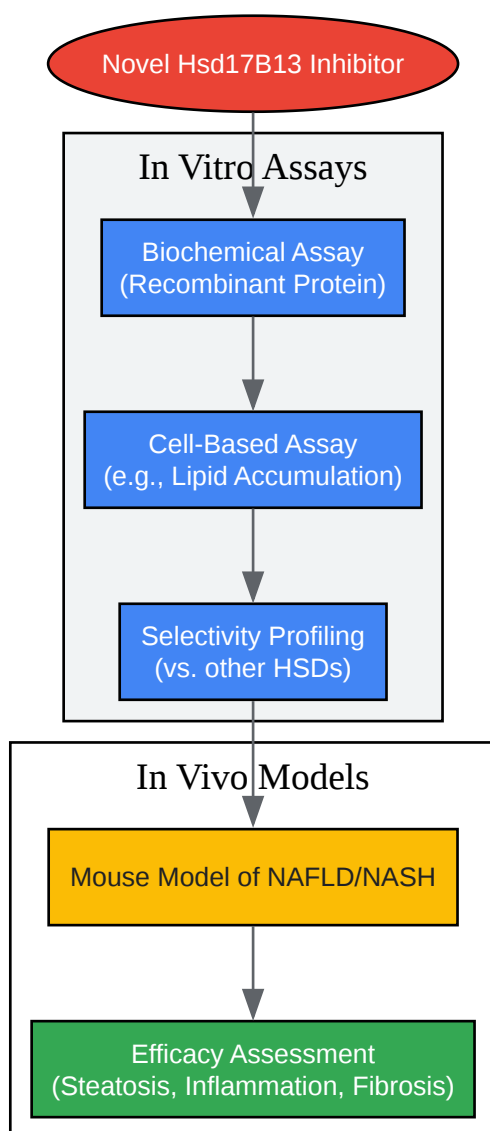 Novel Hsd17B13 Inhibitor
In Vitro Assays
Biochemical Assay
(Recombinant Protein)
Cell-Based Assay
(e.g., Lipid Accumulation)
Selectivity Profiling
(vs. other HSDs)
In Vivo Models
Mouse Model of NAFLD/NASH
Efficacy Assessment
(Steatosis, Inflammation, Fibrosis)